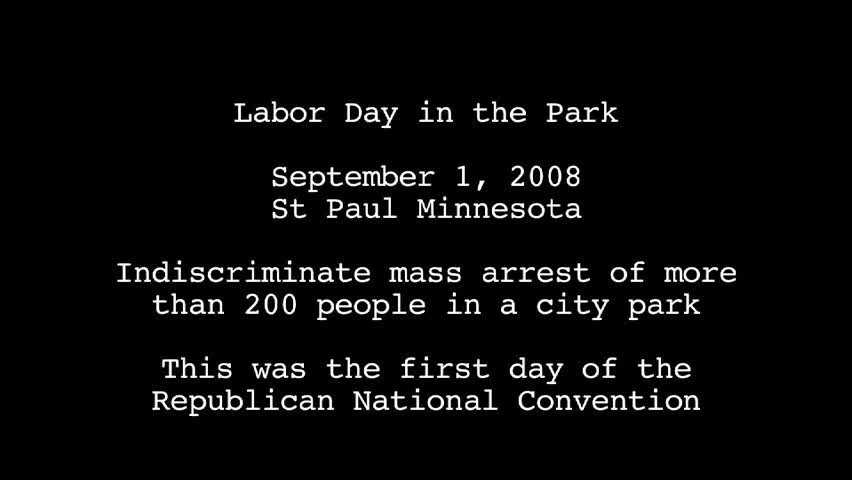 Labor Day in the Park
September 1, 2008
St Paul Minnesota
Indiscriminate mass arrest of more
than 200 people in a city park
This was the first day of the
Republican National Convention